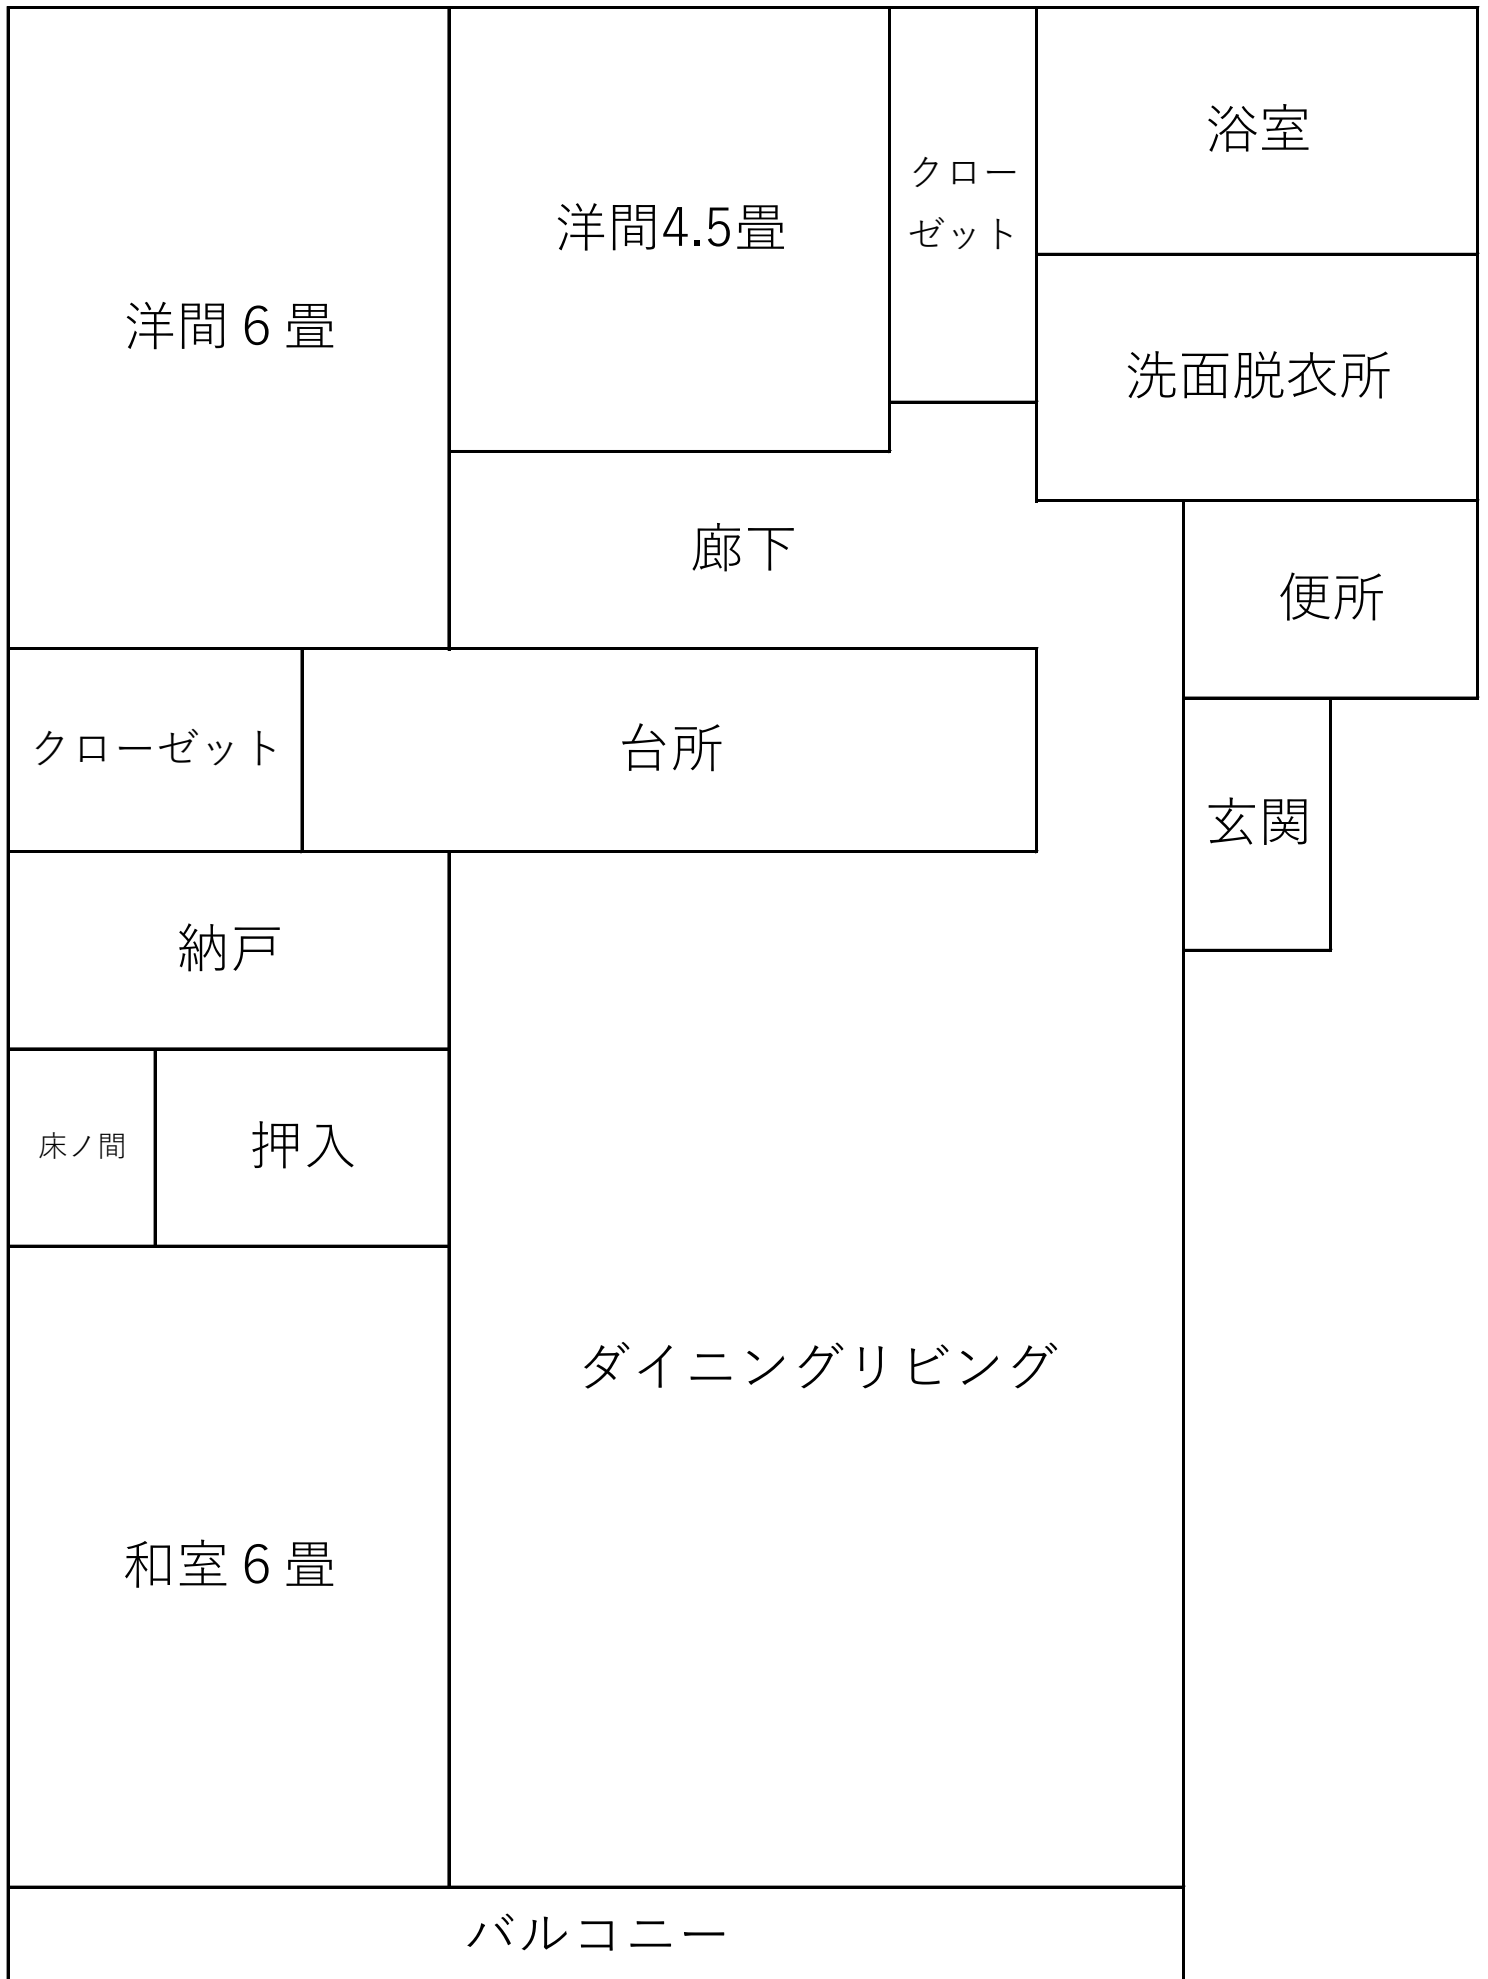 浴室
クロー
ゼット
洋間4.5畳
洋間６畳
洗面脱衣所
廊下
便所
クローゼット
台所
玄関
納戸
床ノ間
押入
ダイニングリビング
和室６畳
バルコニー